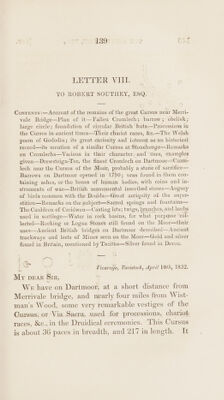 139
LETTER VIII.
TO ROBERT SOUTHEY, ESQ.
CONTENTS:—Account of the remains of the great Cursus near Merri-
vale Bridge—Plan of it—Fallen Cromlech; barrow; obelisk;
large circle; foundation of circular British huts—Processions in
the Cursus in ancient times—Their chariot races, &c.—The Welsh
poem of Gododin; its great curiosity and interest as an historical
record—Its mention of a similar Cursus at Stonehenge—Remarks
on Cromlechs—Various in their character and uses, examples
given—Drewsteign-Ton, the finest Cromlech on Dartmoor—Crom-
lech near the Cursus of the Moor, probably a stone of sacrifice—
Barrows on Dartmoor opened in 1790; urns found in them con-
taining ashes, or the bones of human bodies, with coins and in-
struments of war—British monumental inscribed stones—Augury
of birds common with the Druids—Great antiquity of the super-
stition—Remarks on the subject—Sacred springs and fountains—
The Cauldron of Ceridwen—Casting lots; twigs, branches, and herbs
used in sortilege—Water in rock basins, for what purpose col-
lected—Rocking or Logan Stones still found on the Moor—their
uses—Ancient British bridges on Dartmoor described—Ancient
trackways and lists of Miners seen on the Moor—Gold and silver
found in Britain, mentioned by Tacitus—Silver found in Devon.
Vicarage, Tavistock, April 18th, 1832.
MY DEAR SIR,
WE have on Dartmoor, at a short distance from
Merrivale bridge, and nearly four miles from Wist-
man's Wood, some very remarkable vestiges of the
Cursus, or Via Sacra, used for processions, chariot
races, &c., in the Druidical ceremonies. This Cursus
is about 36 paces in breadth, and 217 in length. It